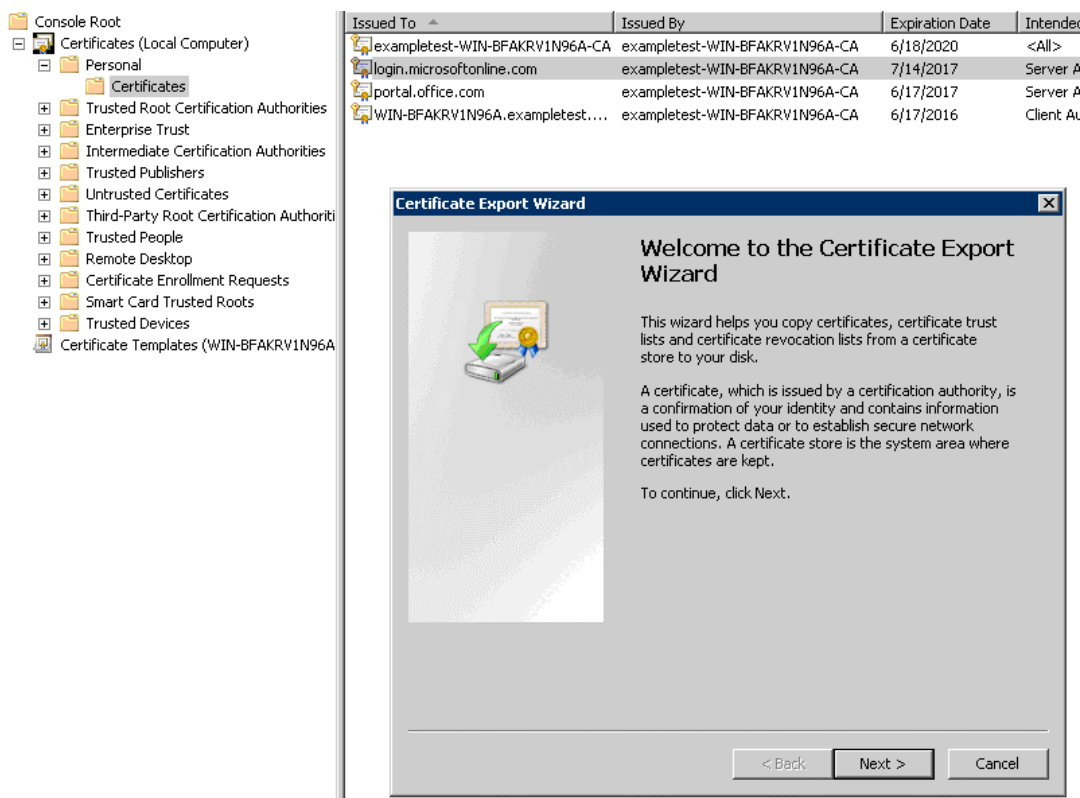 Console Root
Certificates (Local Computer)
Personal
Certificates
Trusted Root Certification Authorities
Enterprise Trust
Intermediate Certification Authorities
Trusted Publishers
Untrusted Certificates
Third-Party Root Certification Authoriti
Trusted People
Remote Desktop
Certificate Enrollment Requests
Smart Card Trusted Roots
Trusted Devices
Certificate Templates (WIN-BFAKRV1N96A
Issued To Issued By Expiration Date Intended
exampletest-WIN-BFAKRV1N96A-CA exampletest-WIN-BFAKRV1N96A-CA 6/18/2020 <All>
login.microsoftonline.com exampletest-WIN-BFAKRV1N96A-CA 7/14/2017 Server A
portal.office.com exampletest-WIN-BFAKRV1N96A-CA 6/17/2017 Server A
WIN-BFAKRV1N96A.exampletest.... exampletest-WIN-BFAKRV1N96A-CA 6/17/2016 Client Au
Certificate Export Wizard
Welcome to the Certificate Export
Wizard
This wizard helps you copy certificates, certificate trust
lists and certificate revocation lists from a certificate
store to your disk.
A certificate, which is issued by a certification authority, is
a confirmation of your identity and contains information
used to protect data or to establish secure network
connections. A certificate store is the system area where
certificates are kept.
To continue, click Next.
< Back Next > Cancel